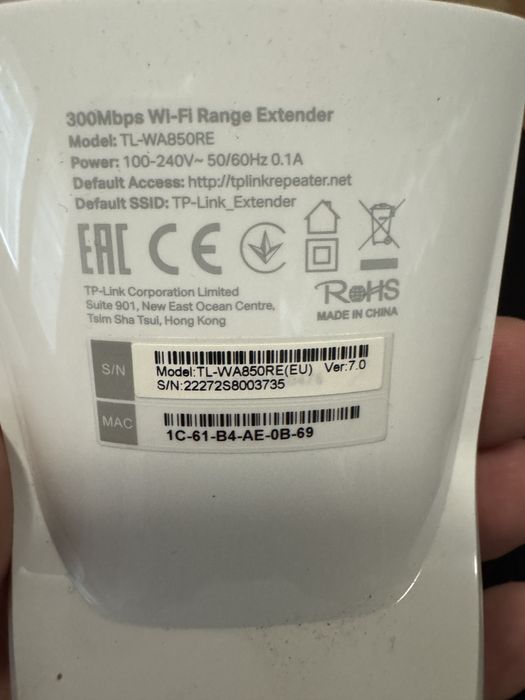 300Mbps Wi-Fi Range Extender
Model: TL-WA850RE
Power: 100-240V~ 50/60Hz 0.1A
Default Access: http://tplinkrepeater.net
Default SSID: TP-Link_Extender
EAC CE
TP-Link Corporation Limited
Suite 901, New East Ocean Centre,
Tsim Sha Tsui, Hong Kong
RoHS
MADE IN CHINA
S/N
Model:TL-WA850RE(EU) Ver:7.0
S/N:22272S8003735
MAC
1C-61-B4-AE-0B-69